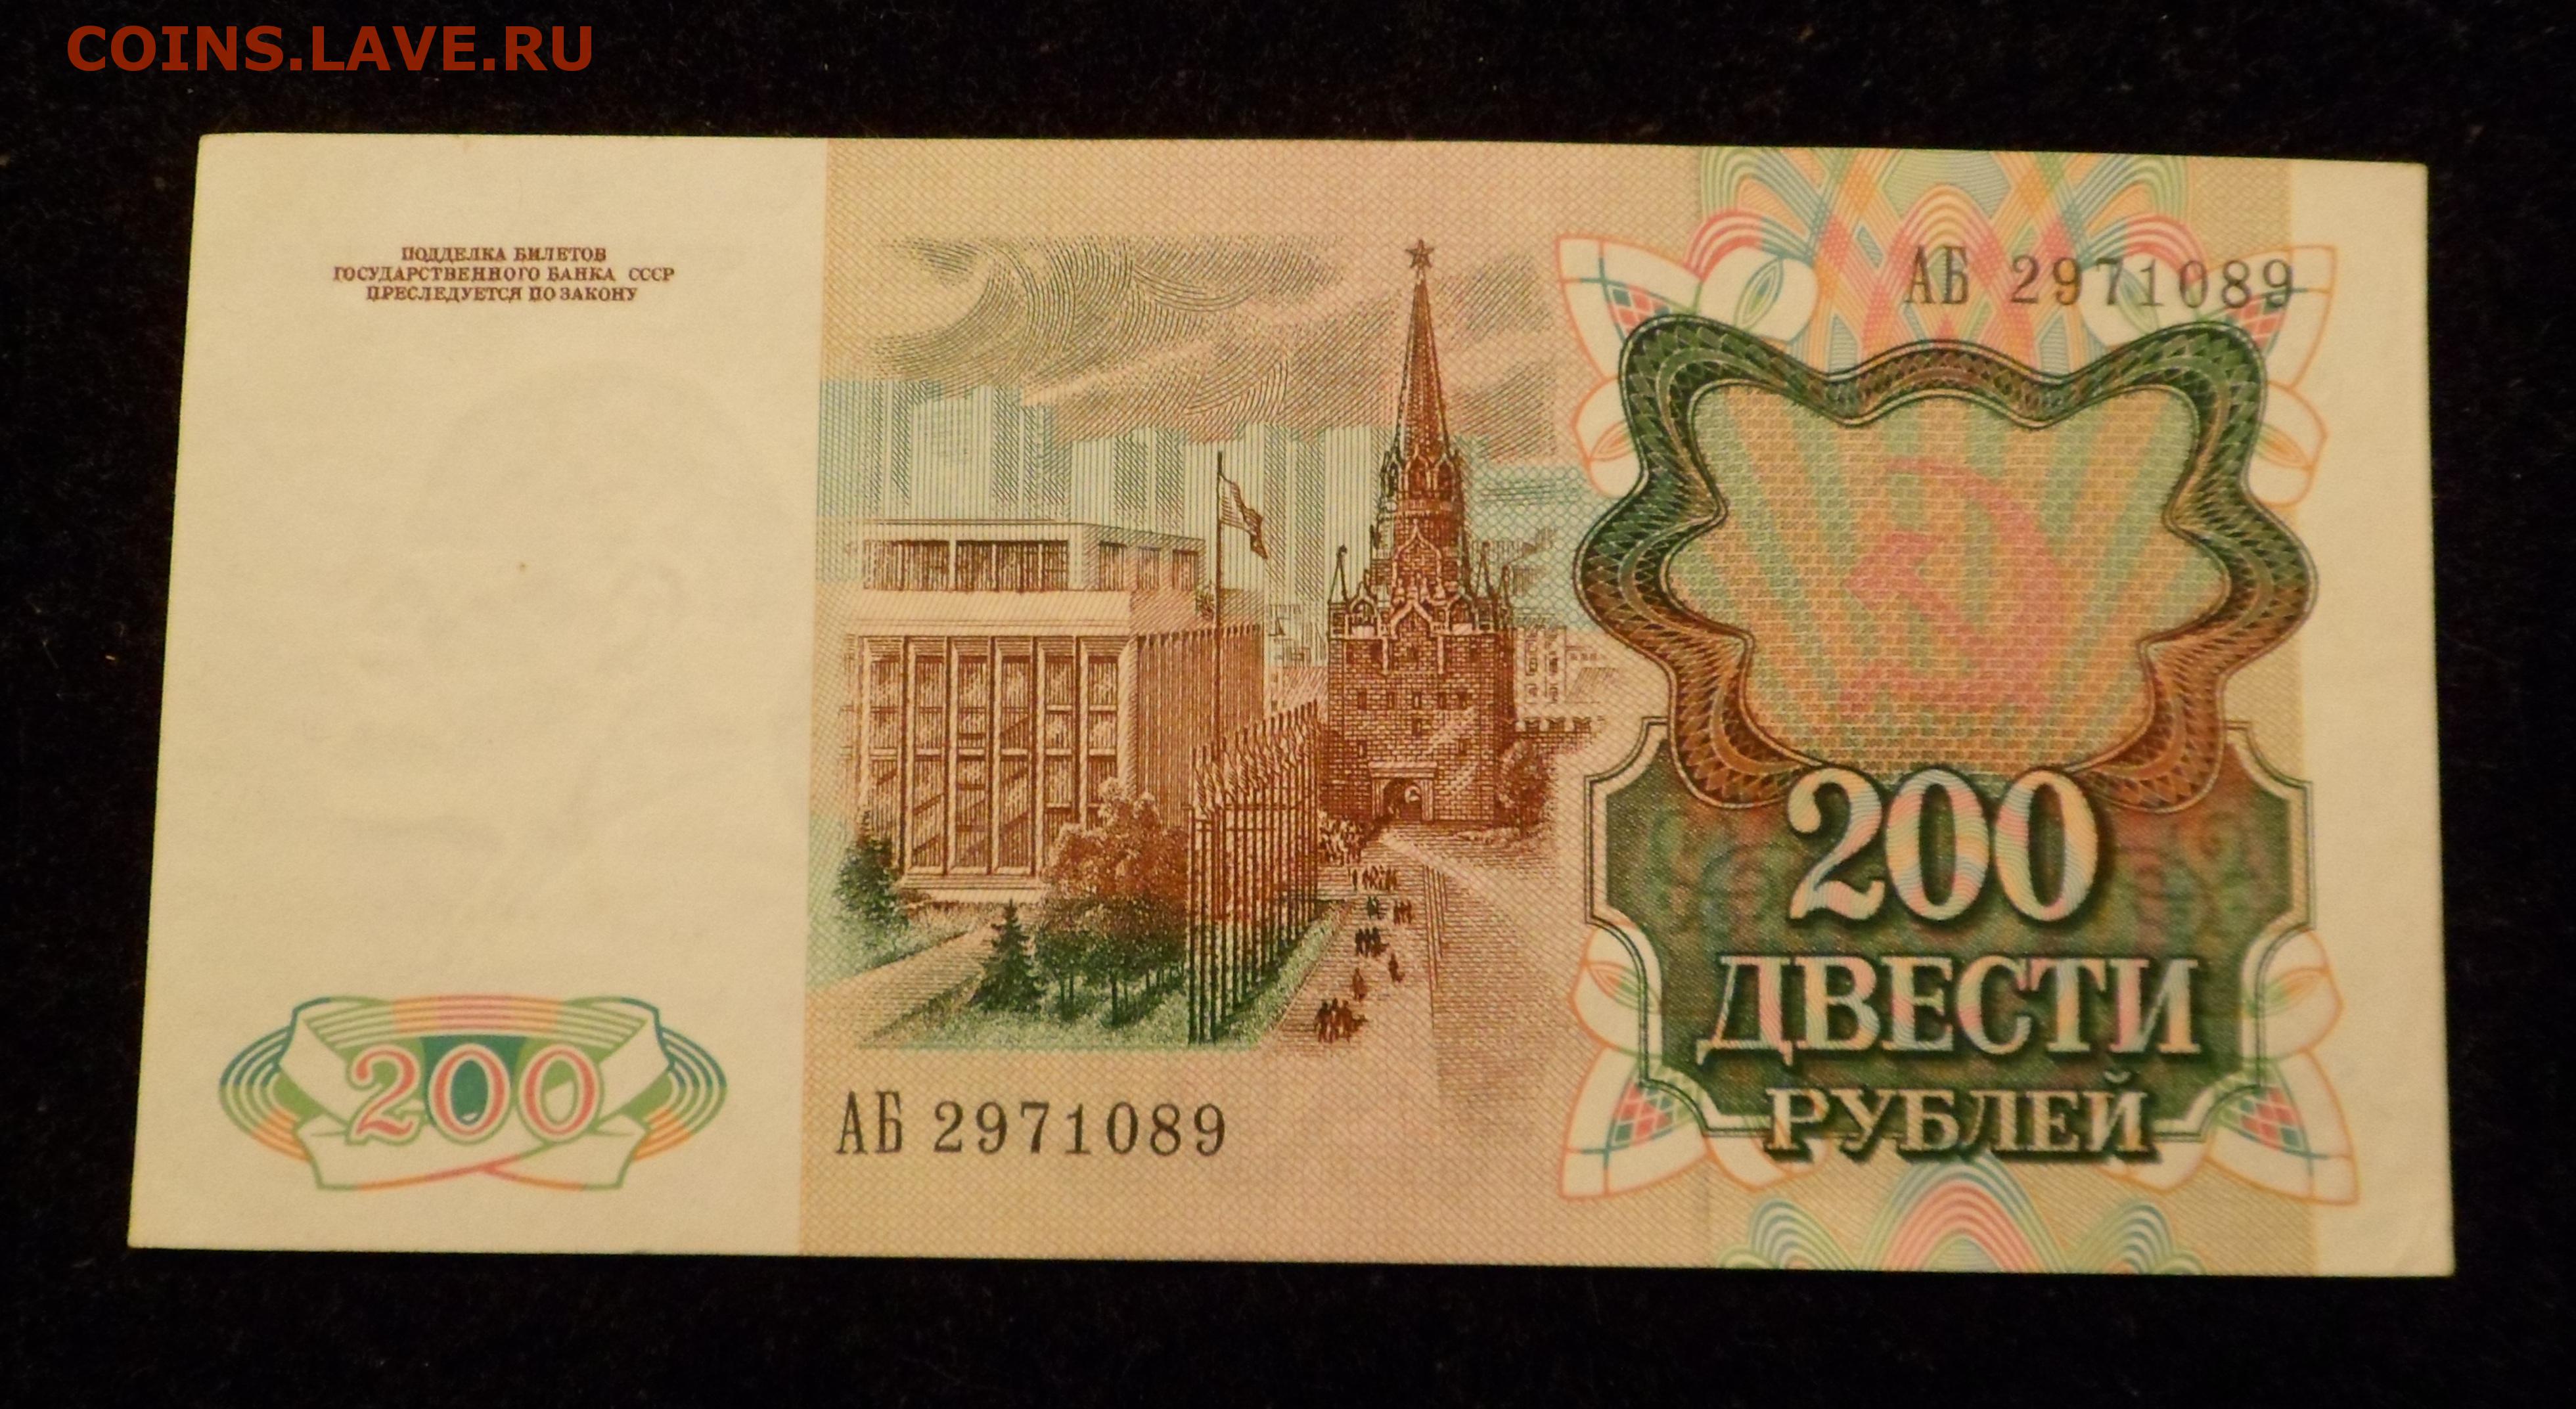 COINS.LAVE.RU
ПОДДЕЛКА БИЛЕТОВ
ГОСУДАРСТВЕННОГО БАНКА СССР
ПРЕСЛЕДУЕТСЯ ПО ЗАКОНУ
АБ 2971089
200
ДВЕСТИ
РУБЛЕЙ
200
АБ 2971089